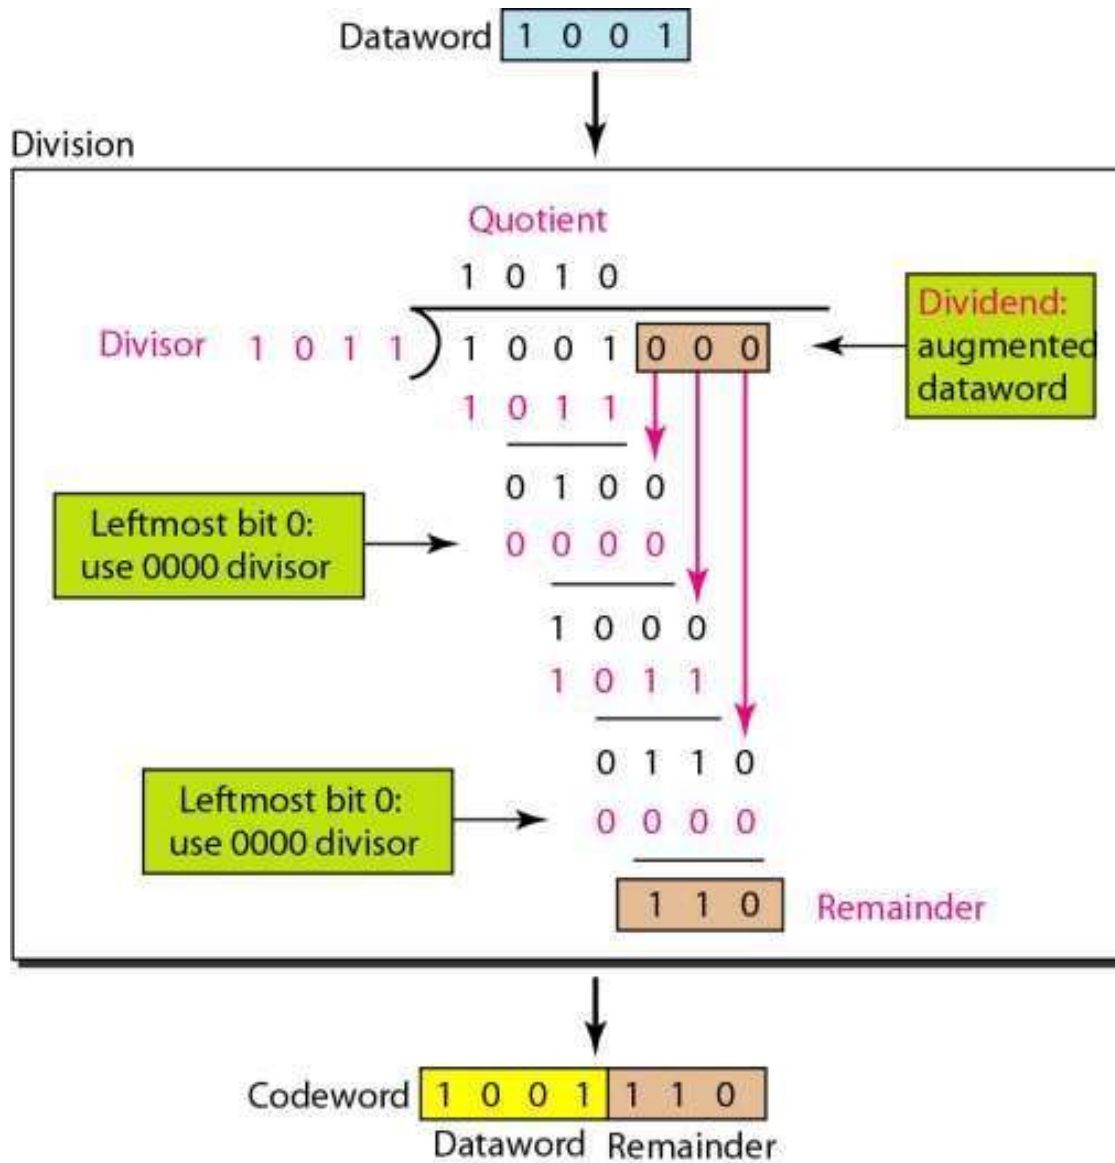 Dataword 1 0 0 1
Division
Quotient
1 0 1 0
Divisor 1 0 1 1 1 0 0 1 0 0 0
Dividend:
augmented
dataword
1 0 1 1
0 1 0 0
Leftmost bit 0:
use 0000 divisor
0 0 0 0
1 0 0 0
1 0 1 1
0 1 1 0
Leftmost bit 0:
use 0000 divisor
0 0 0 0
1 1 0 Remainder
Codeword 1 0 0 1 1 1 0
Dataword Remainder